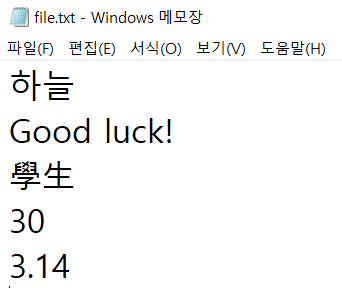 file.txt - Windows 메모장
파일(F) 편집(E) 서식(O) 보기(V) 도움말(H)
하늘
Good luck!
學生
30
3.14